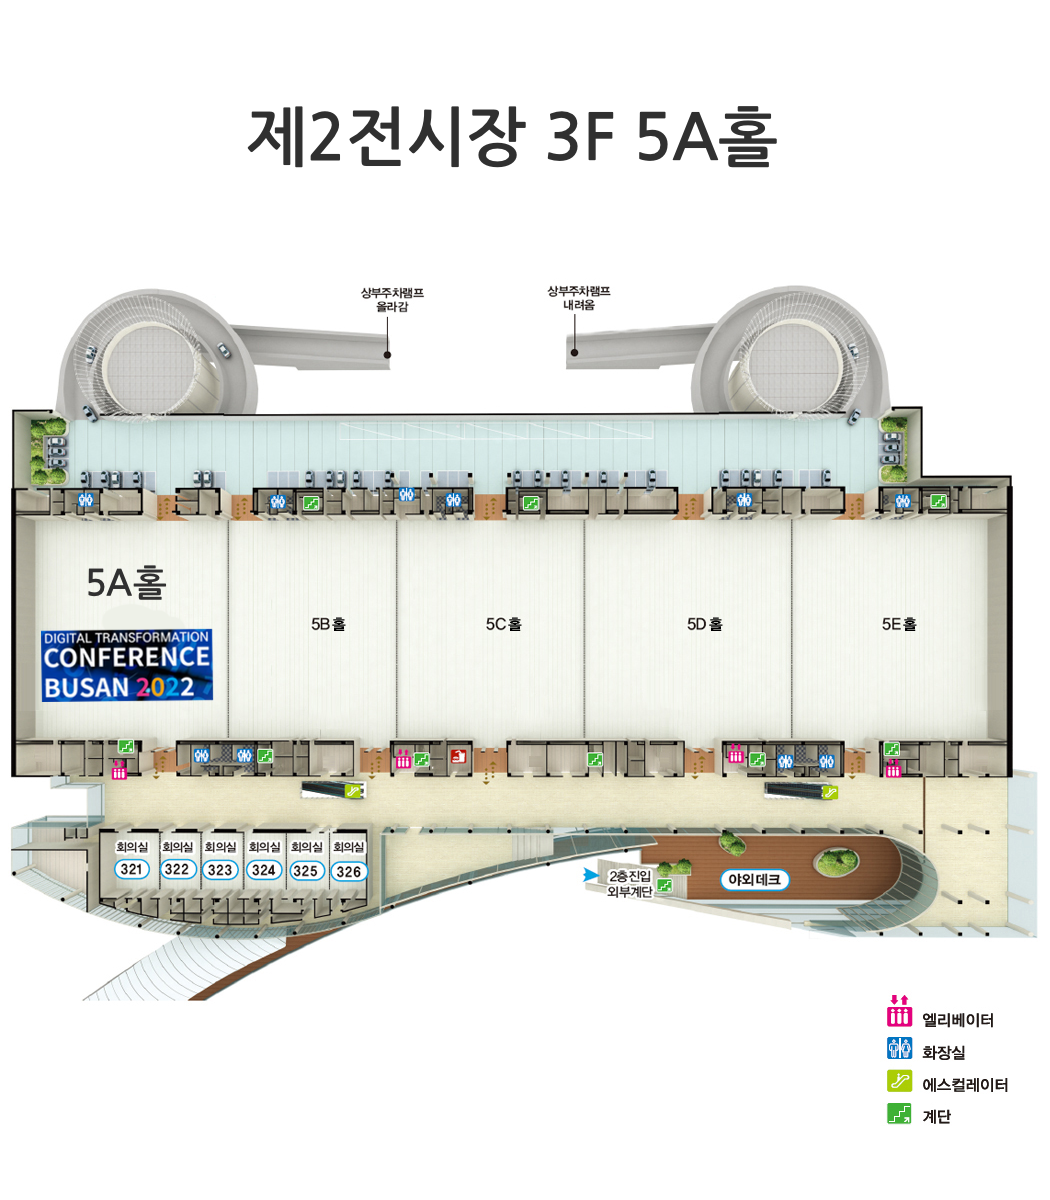 제2전시장 3F 5A홀
상부주차램프
올라감
상부주차램프
내려옴
5A홀
5B홀
5C홀
5D홀
5E홀
DIGITAL TRANSFORMATION
CONFERENCE
BUSAN 2022
회의실
321
회의실
322
회의실
323
회의실
324
회의실
325
회의실
326
2층진입
외부계단
야외데크
엘리베이터
화장실
에스컬레이터
계단